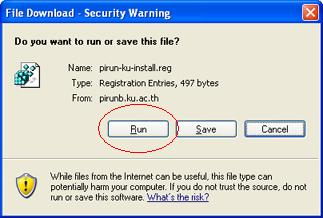 File Download - Security Warning
Do you want to run or save this file?
Name: pirun-ku-install.reg
Type: Registration Entries, 497 bytes
From: pirunb.ku.ac.th
Run Save Cancel
While files from the Internet can be useful, this file type can
potentially harm your computer. If you do not trust the source, do not
run or save this software. What's the risk?